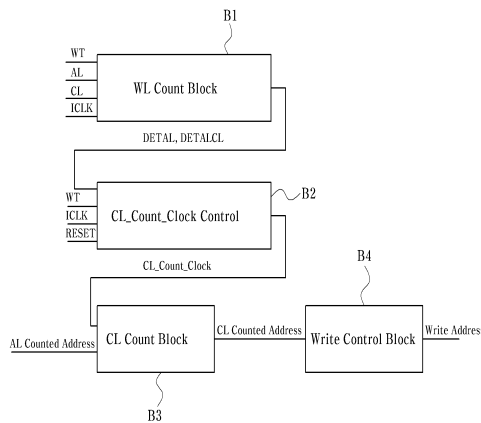 B1
WT
AL
CL
ICLK
WL Count Block
DETAL, DETALCL
WT
ICLK
RESET
CL_Count_Clock Control
B2
CL_Count_Clock
B4
AL Counted Address
CL Count Block
CL Counted Address
Write Control Block
Write Addres
B3